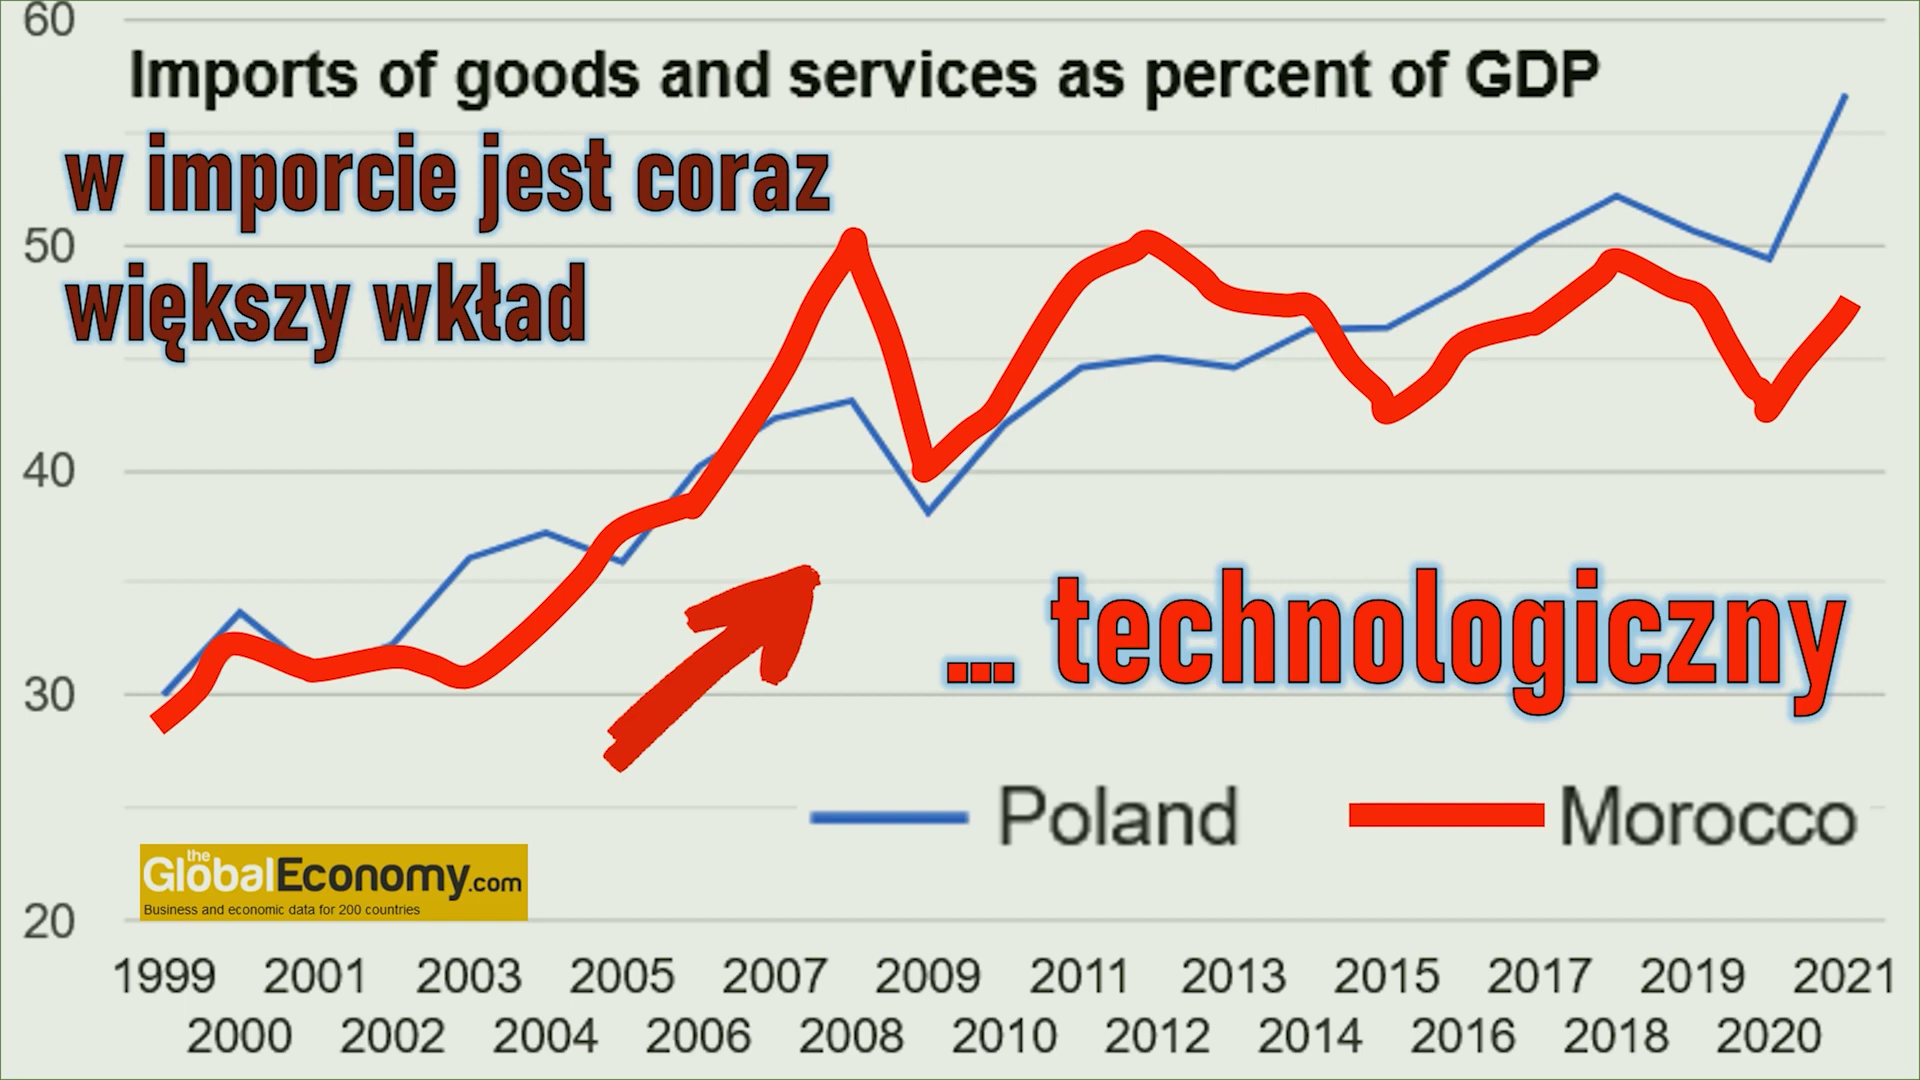 60
Imports of goods and services as percent of GDP
w imporcie jest coraz
50
większy wkład
40
... technologiczny
30
Poland Morocco
the
GlobalEconomy.com
Business and economic data for 200 countries
20
1999 2001 2003 2005 2007 2009 2011 2013 2015 2017 2019 2021
2000 2002 2004 2006 2008 2010 2012 2014 2016 2018 2020